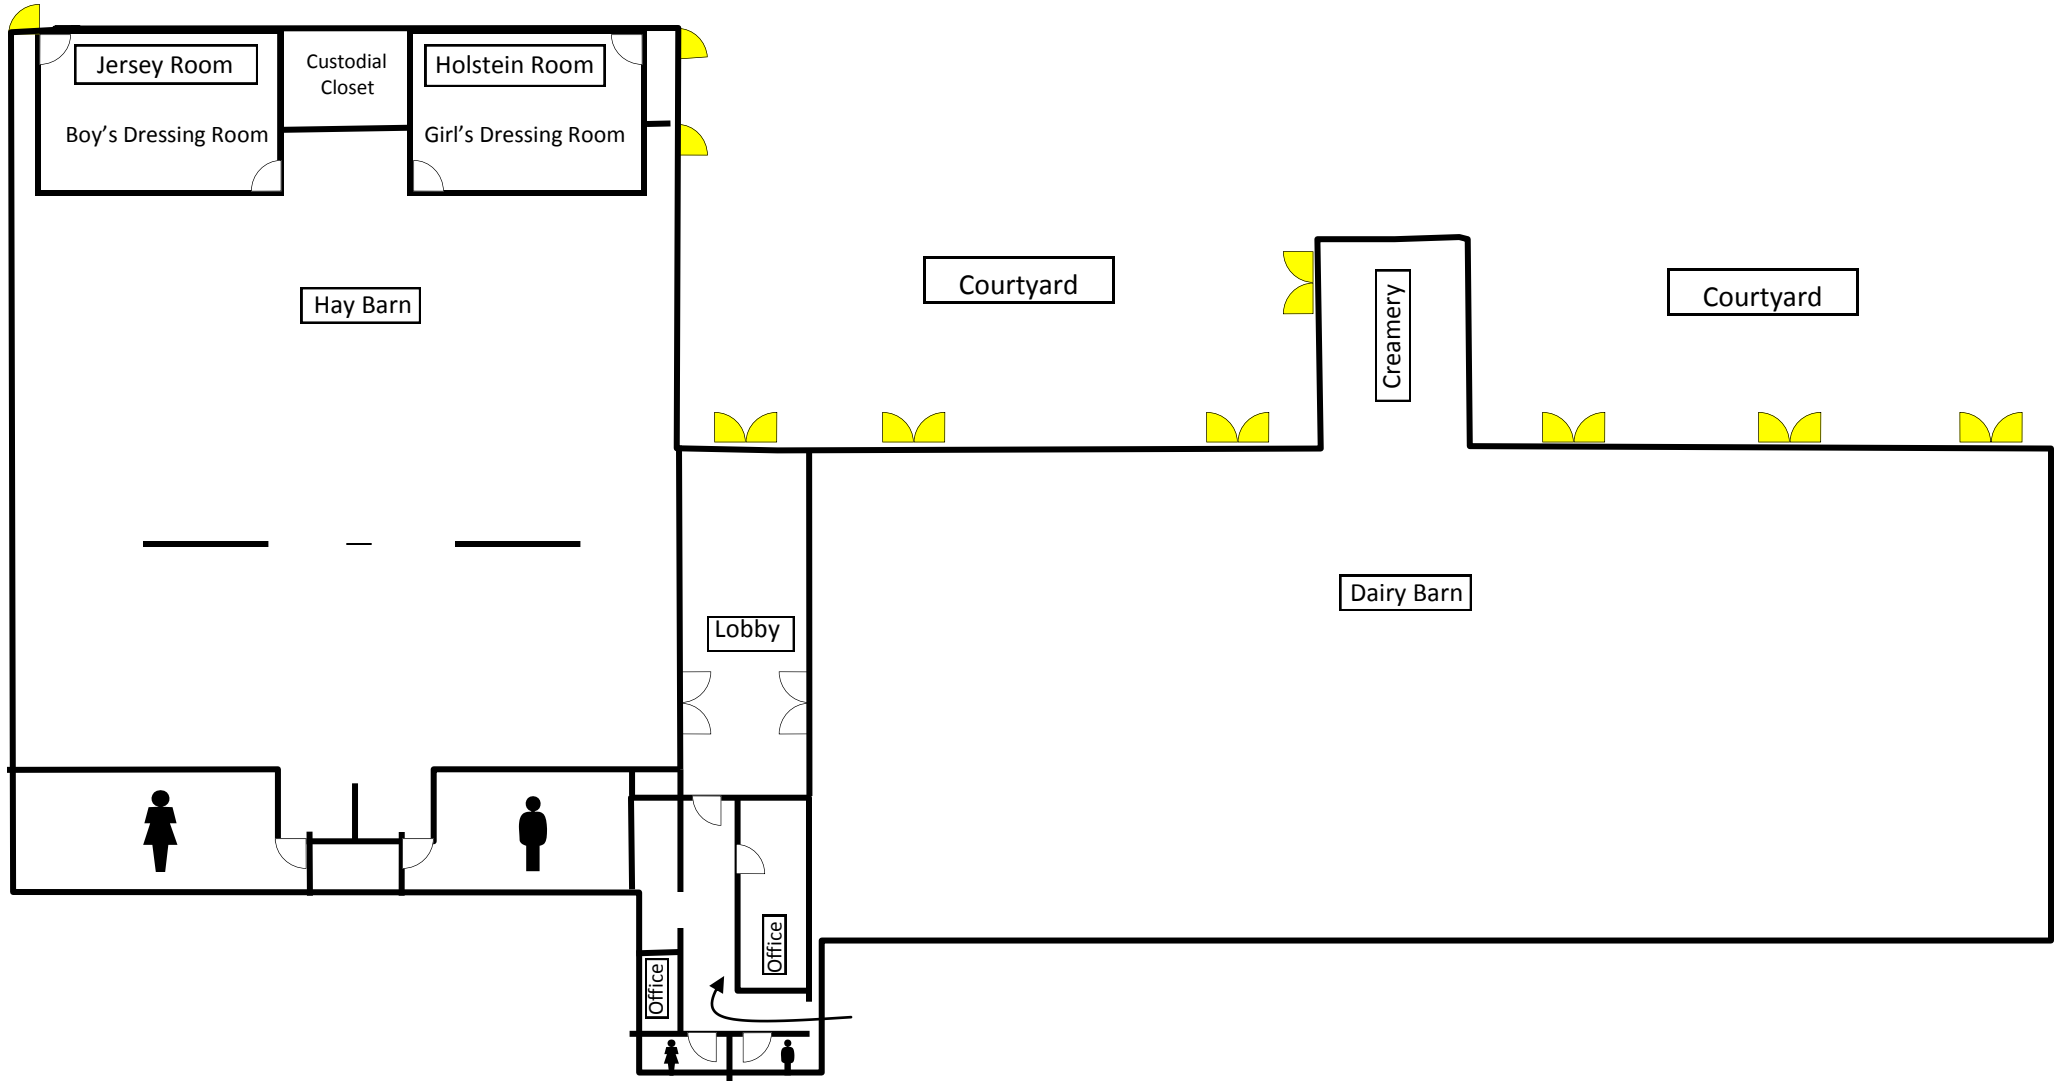 Jersey Room
Custodial
Closet
Holstein Room
Boy’s Dressing Room
Girl’s Dressing Room
Hay Barn
Courtyard
Creamery
Courtyard
Dairy Barn
Lobby
Office
Office